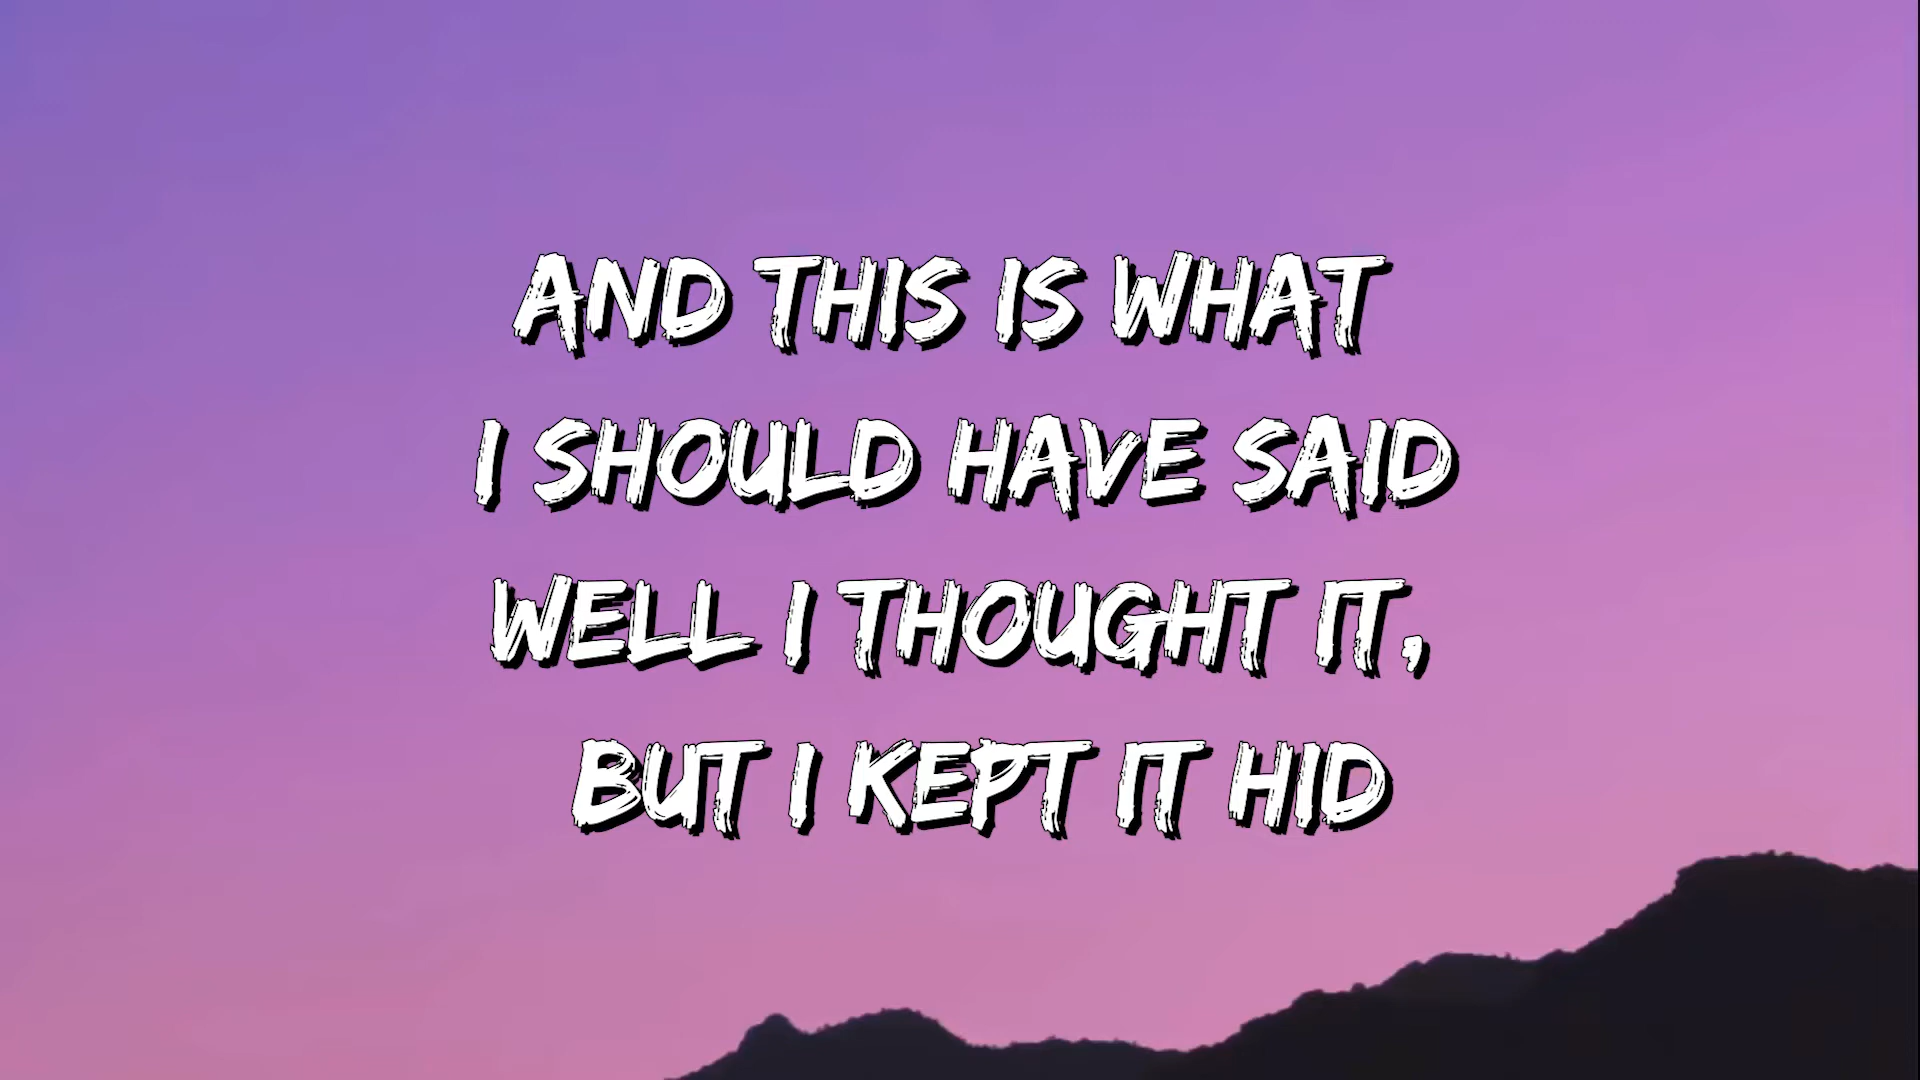 AND THIS IS WHAT
I SHOULD HAVE SAID
WELL I THOUGHT IT,
BUT I KEPT IT HID